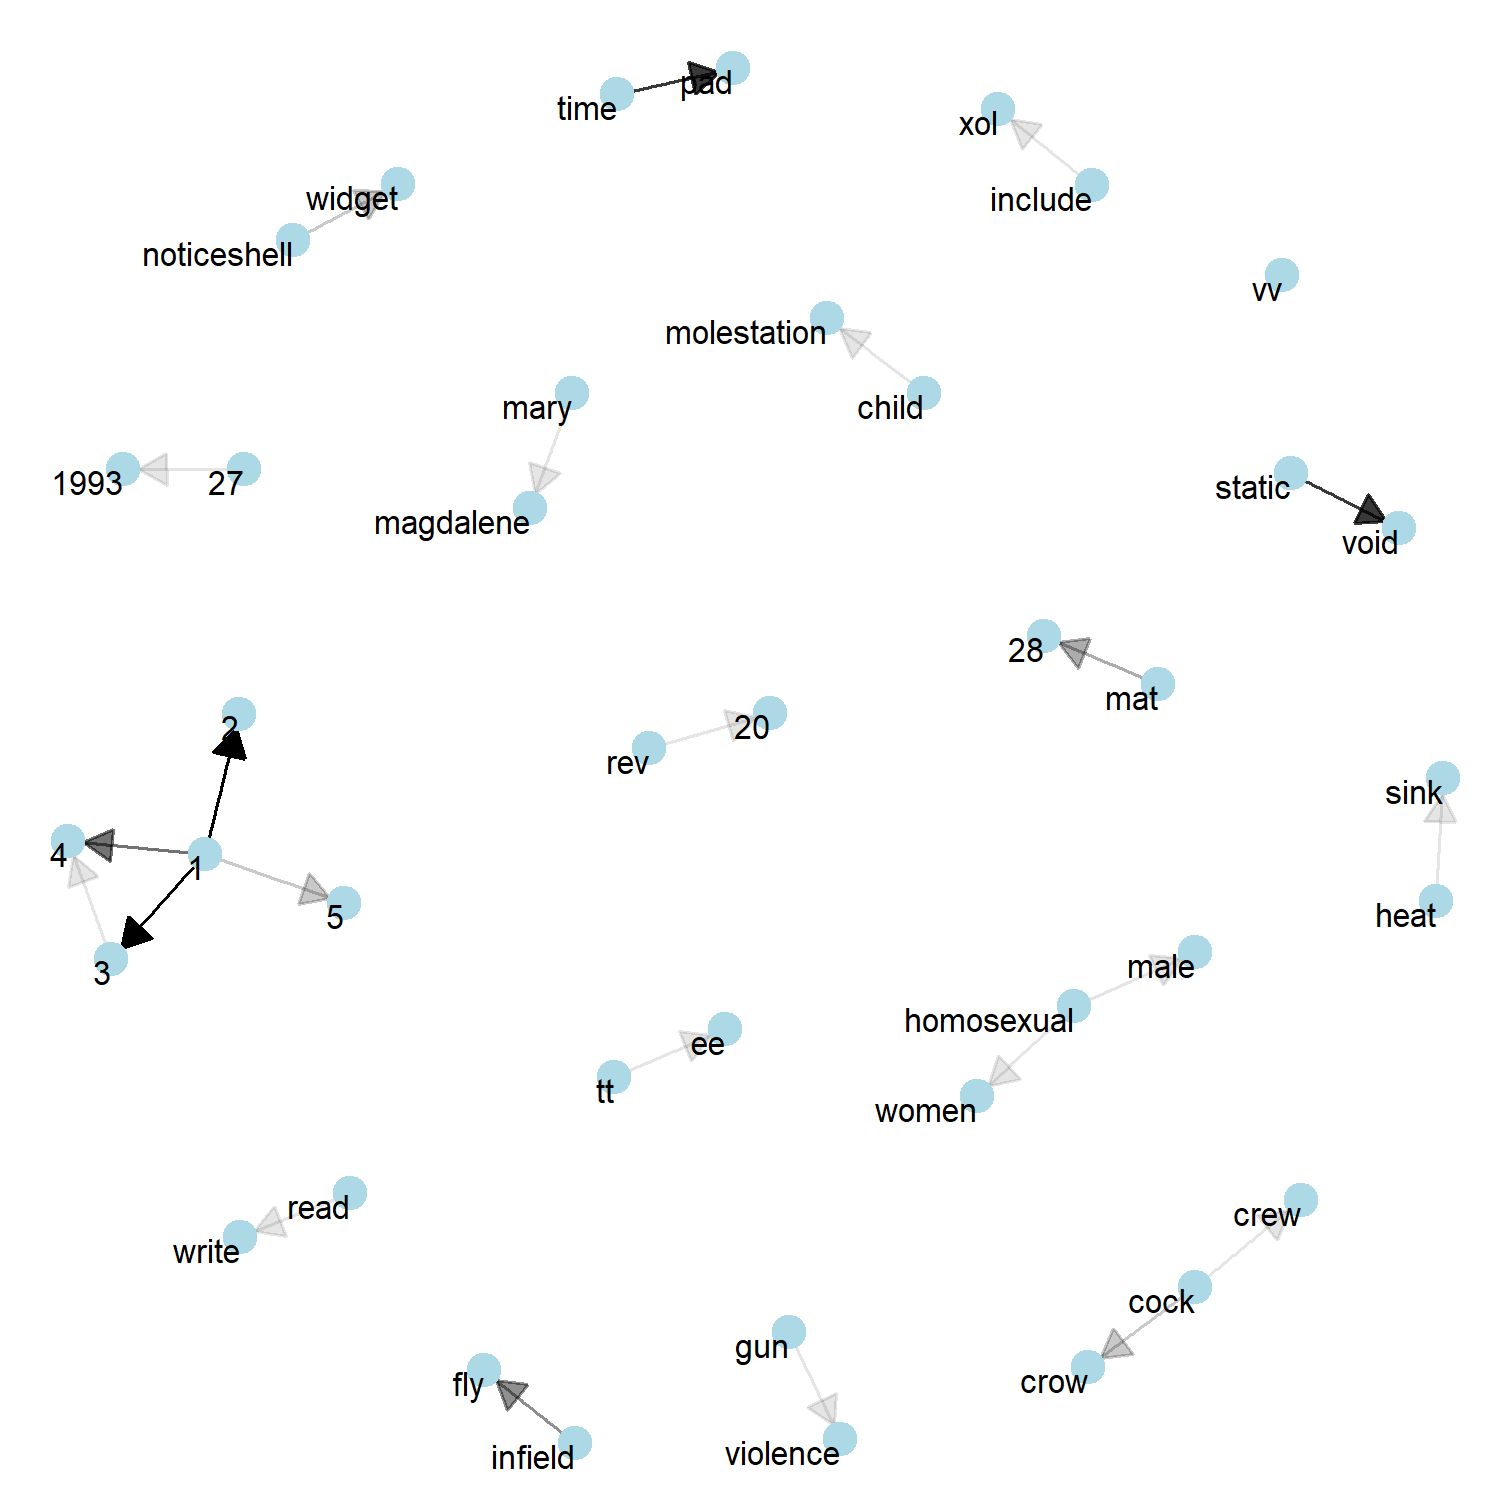 pad
time
xol
widget
include
noticeshell
vv
molestation
mary
child
1993
27
static
magdalene
void
28
mat
2
20
rev
sink
4
1
5
heat
male
3
homosexual
ee
tt
women
read
crew
write
cock
gun
crow
fly
violence
infield